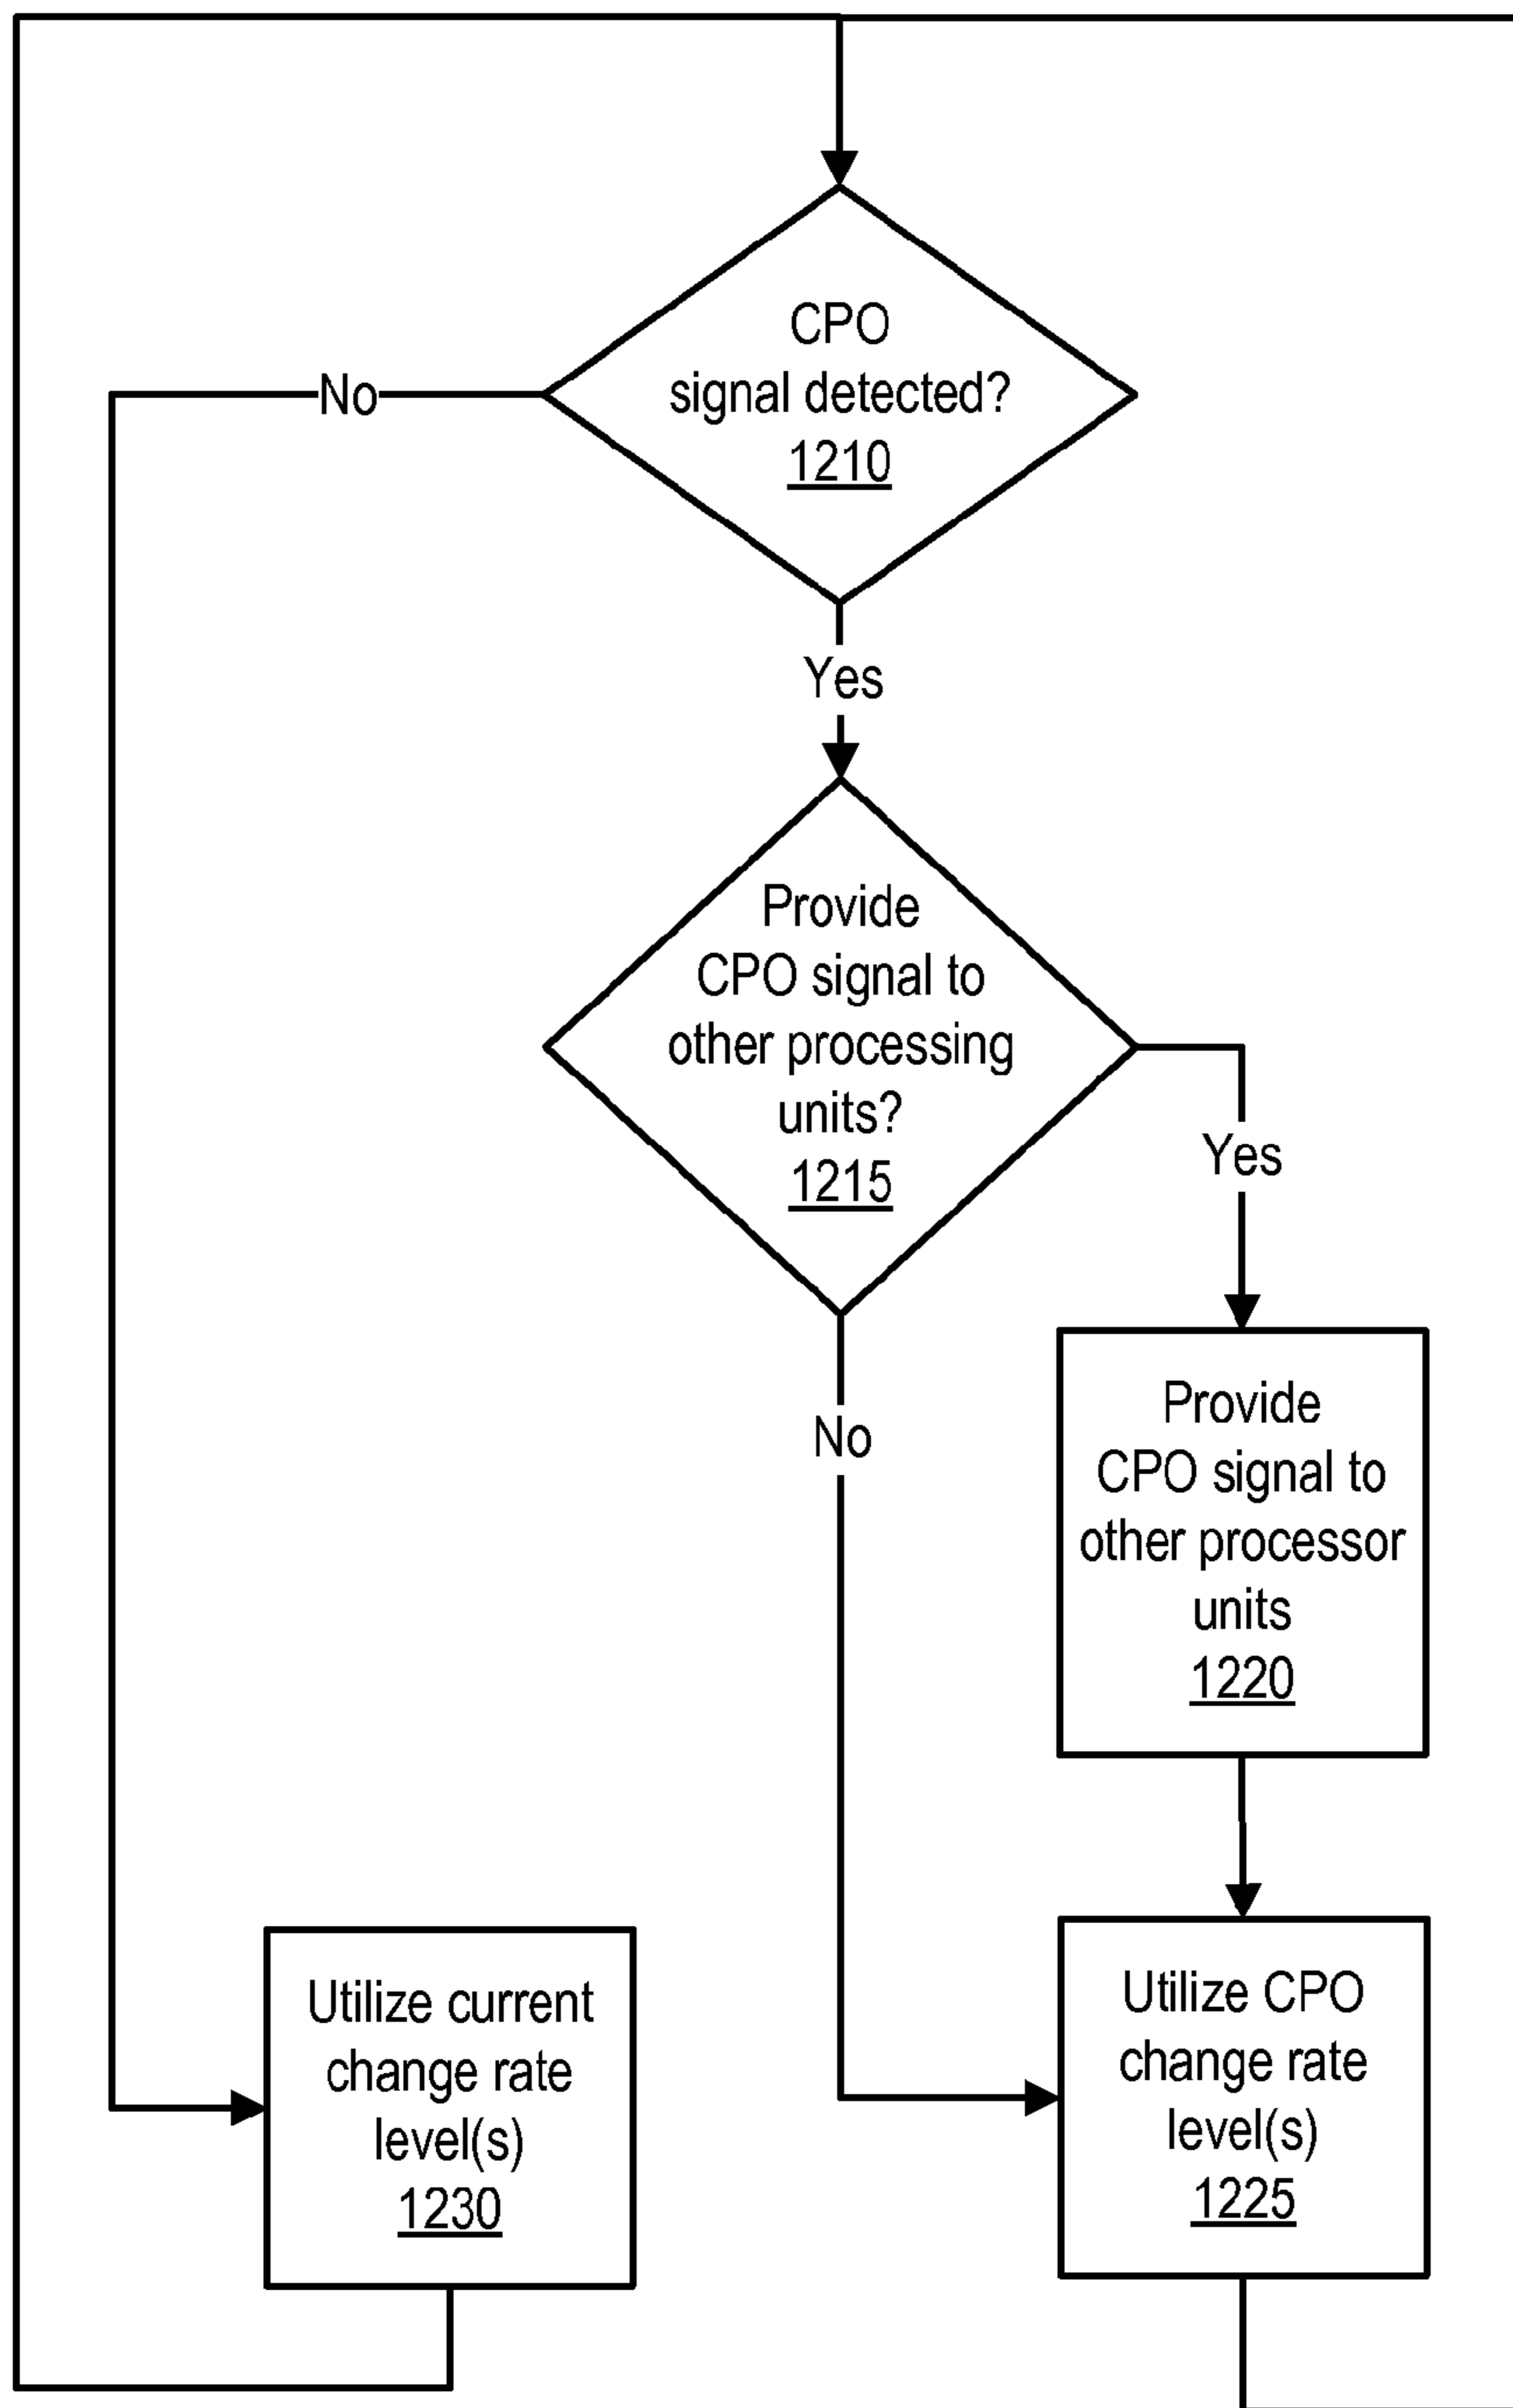 CPO
signal detected?
1210
No
Yes
Provide
CPO signal to
other processing
units?
1215
Yes
No
Provide
CPO signal to
other processor
units
1220
Utilize current
change rate
level(s)
1230
Utilize CPO
change rate
level(s)
1225